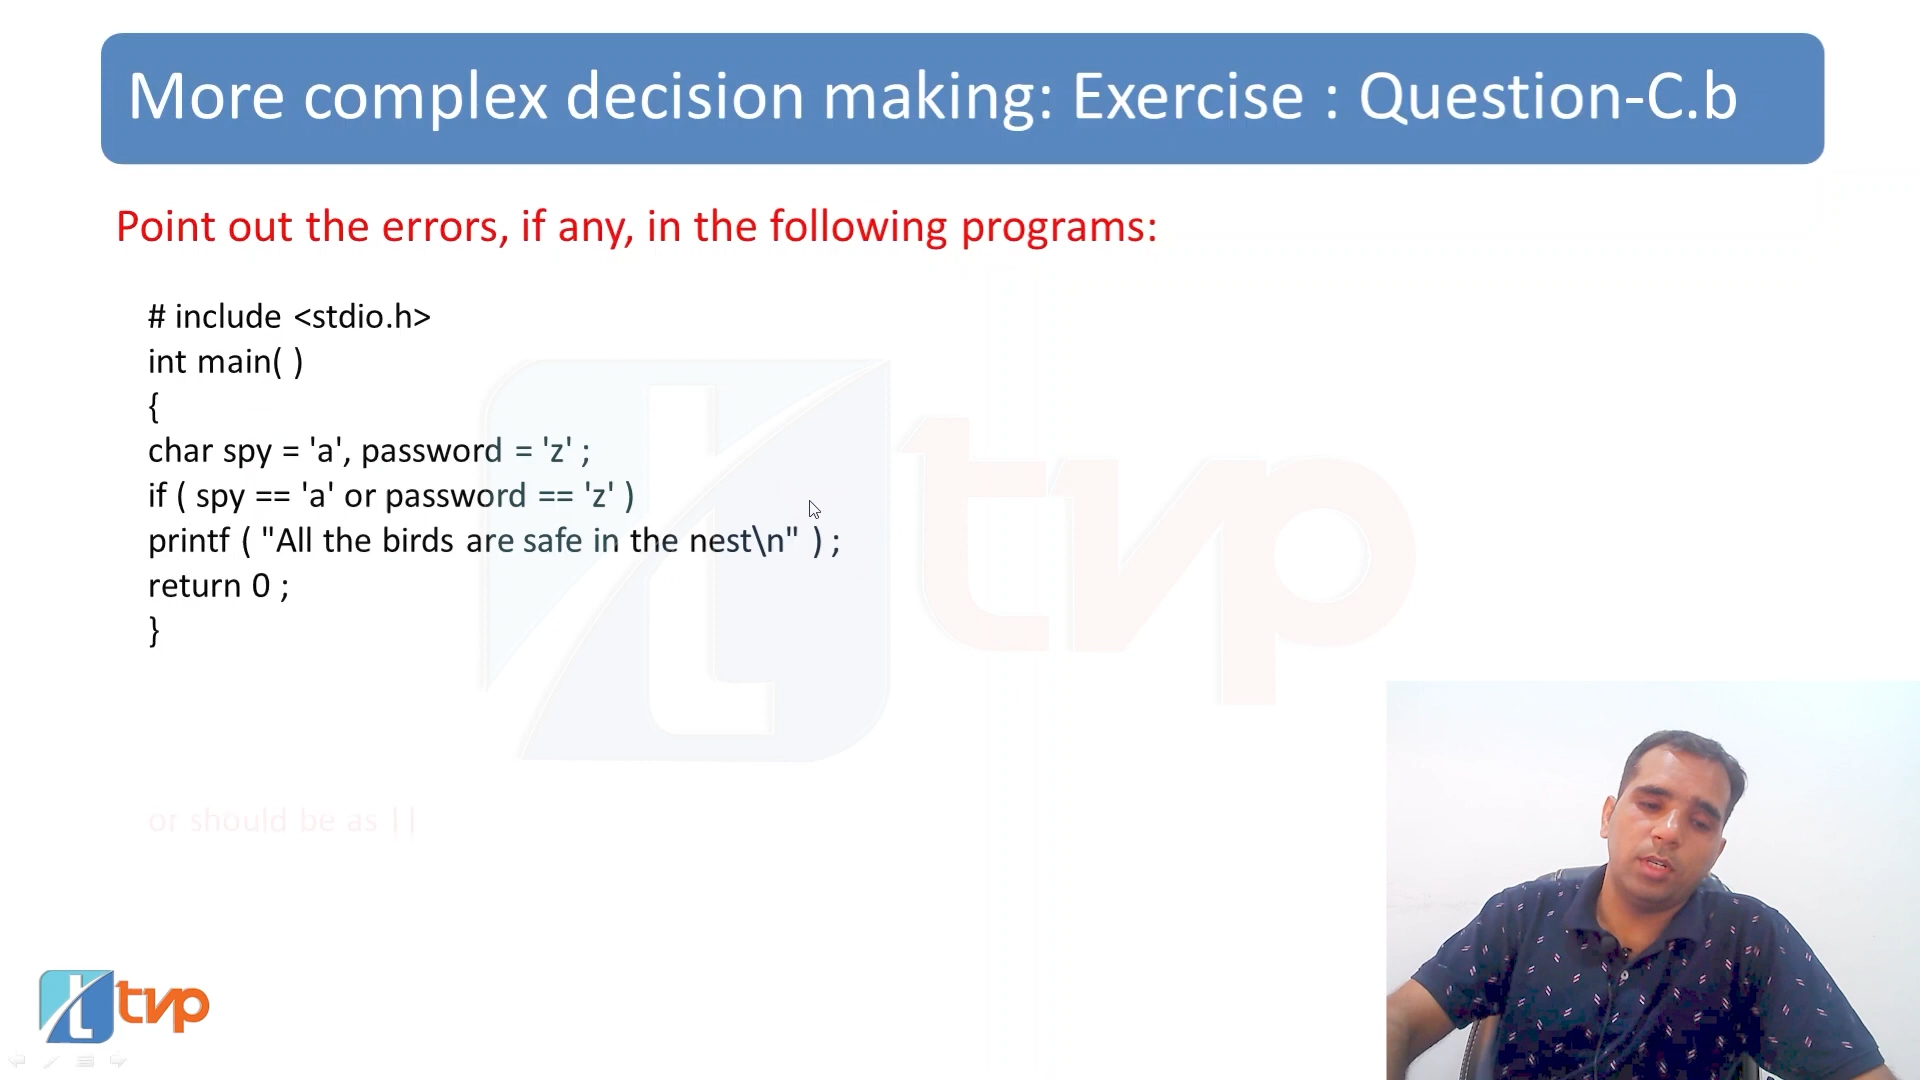 More complex decision making: Exercise : Question-C.b
Point out the errors, if any, in the following programs:
# include <stdio.h>
int main( )
{
char spy = 'a', password = 'z' ;
if ( spy == 'a' or password == 'z' )
printf ( "All the birds are safe in the nest\n" ) ;
return 0 ;
}
tvp
or should be as ||
tvp